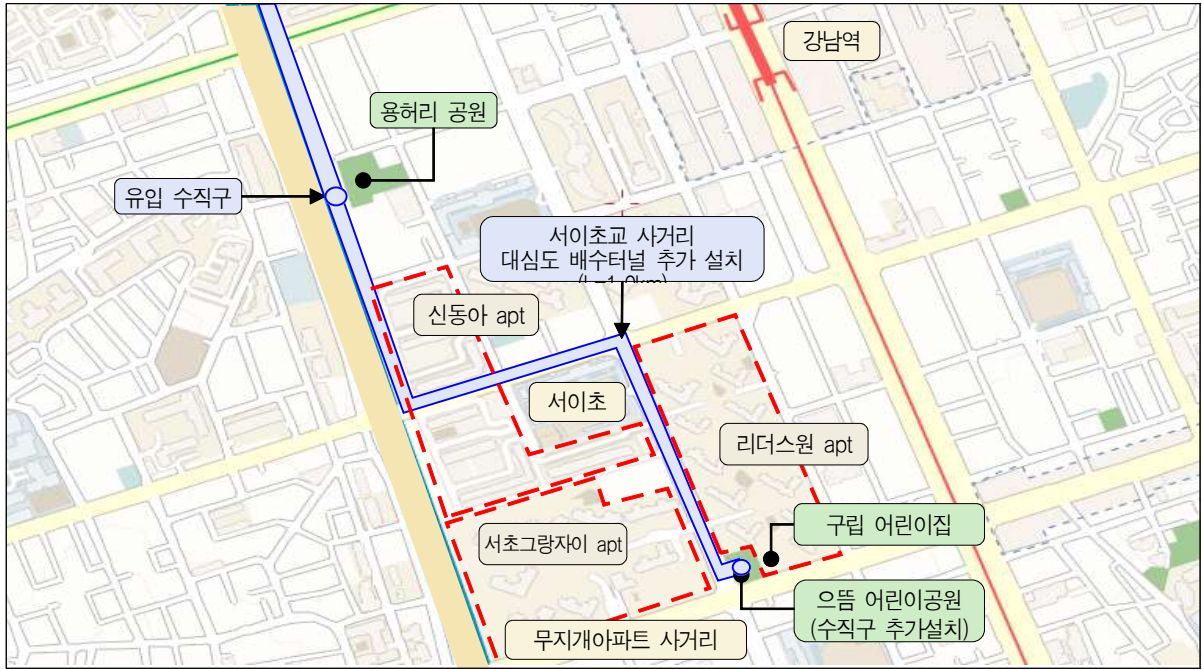 강남역
용허리 공원
유입 수직구
서이초교 사거리
대심도 배수터널 추가 설치
신동아 apt
서이초
리더스원 apt
구립 어린이집
서초그랑자이 apt
으뜸 어린이공원
(수직구 추가설치)
무지개아파트 사거리